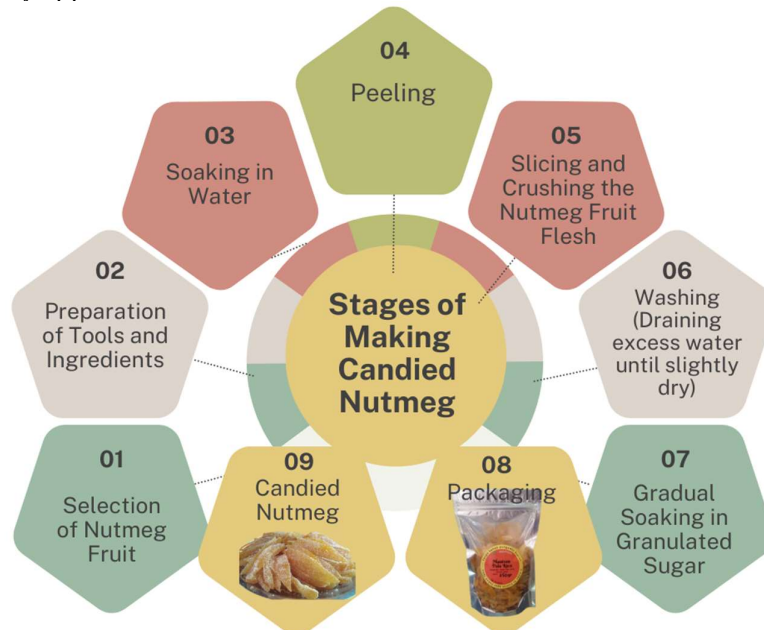 04
Peeling
03
Soaking in
Water
05
Slicing and
Crushing the
Nutmeg Fruit
Flesh
02
Preparation
of Tools and
Ingredients
Stages of
Making
Candied
Nutmeg
06
Washing
(Draining
excess water
until slightly
dry)
01
Selection
of Nutmeg
Fruit
09
Candied
Nutmeg
08
Packaging
07
Gradual
Soaking in
Granulated
Sugar